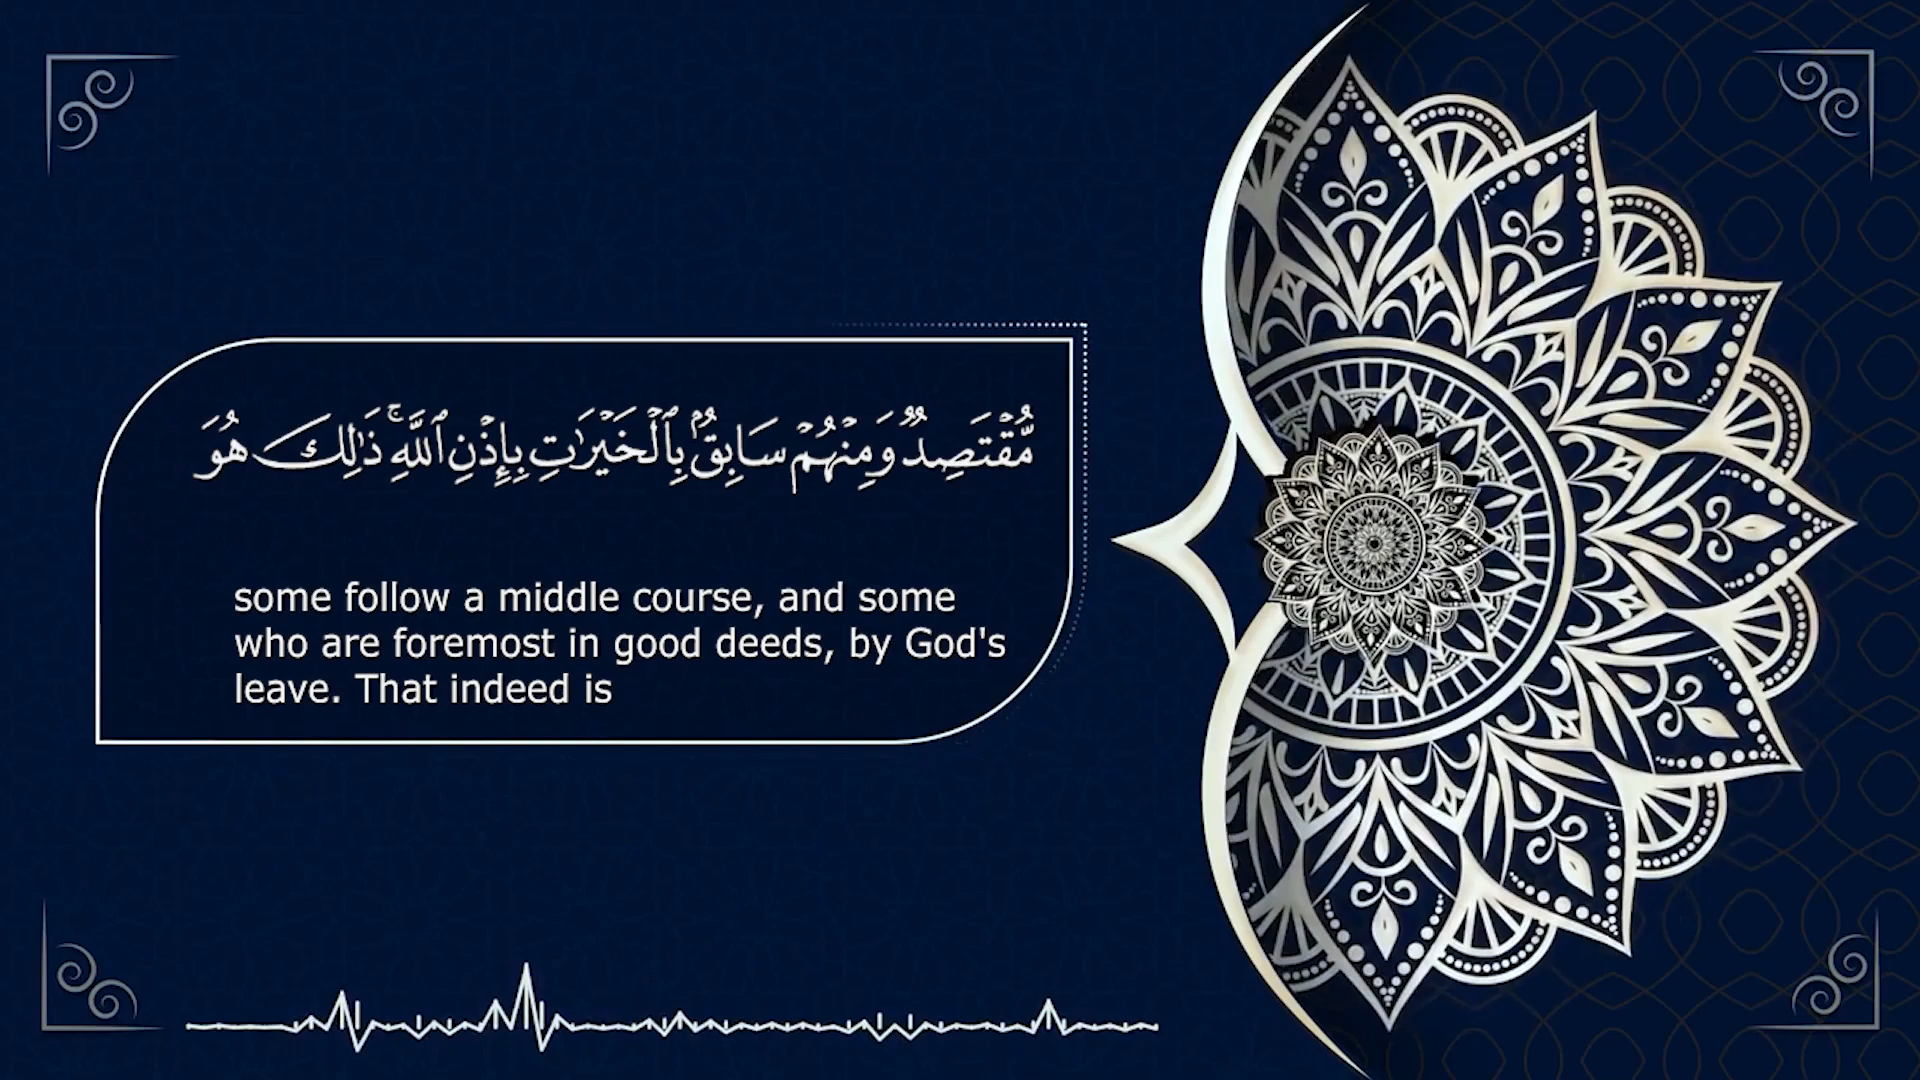 مُّقْتَصِدٌ وَمِنْهُمْ سَابِقٌۢ بِٱلْخَيْرَٰتِ بِإِذْنِ ٱللَّهِ ۚ ذَٰلِكَ هُوَ
some follow a middle course, and some
who are foremost in good deeds, by God's
leave. That indeed is